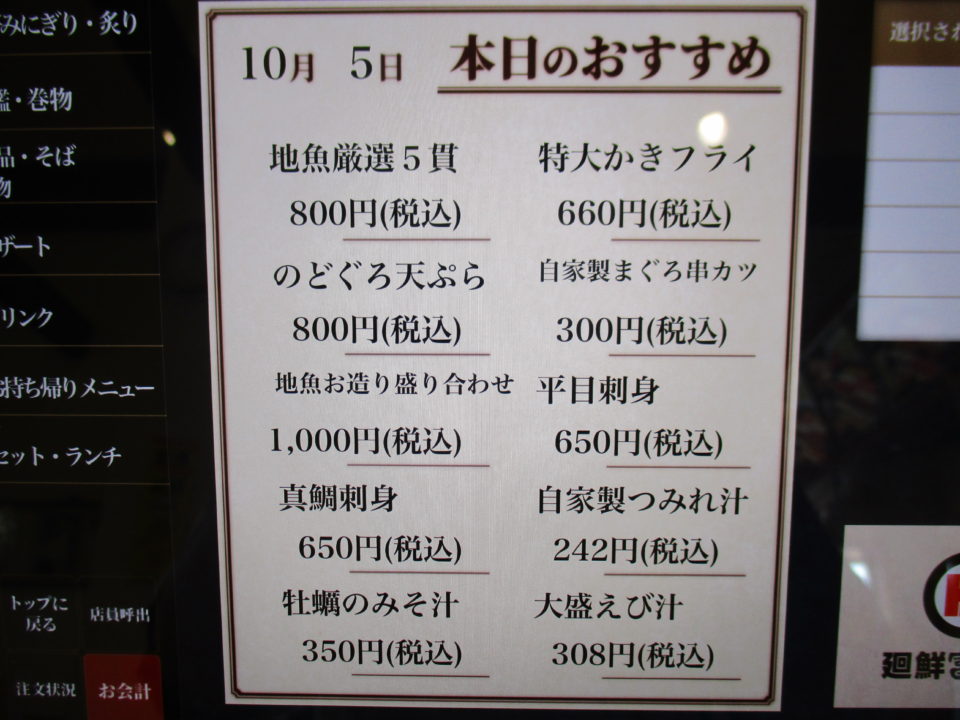 みにぎり・炙り
・巻物
品・そば
物
ザート
リンク
持ち帰りメニュー
セット・ランチ
トップに
戻る
店員呼出
注文状況
お会計
10月 5日 本日のおすすめ
地魚厳選5貫
800円(税込)
のどぐろ天ぷら
800円(税込)
地魚お造り盛り合わせ
1,000円(税込)
真鯛刺身
650円(税込)
牡蠣のみそ汁
350円(税込)
特大かきフライ
660円(税込)
自家製まぐろ串カツ
300円(税込)
平目刺身
650円(税込)
自家製つみれ汁
242円(税込)
大盛えび汁
308円(税込)
選択され
廻鮮富